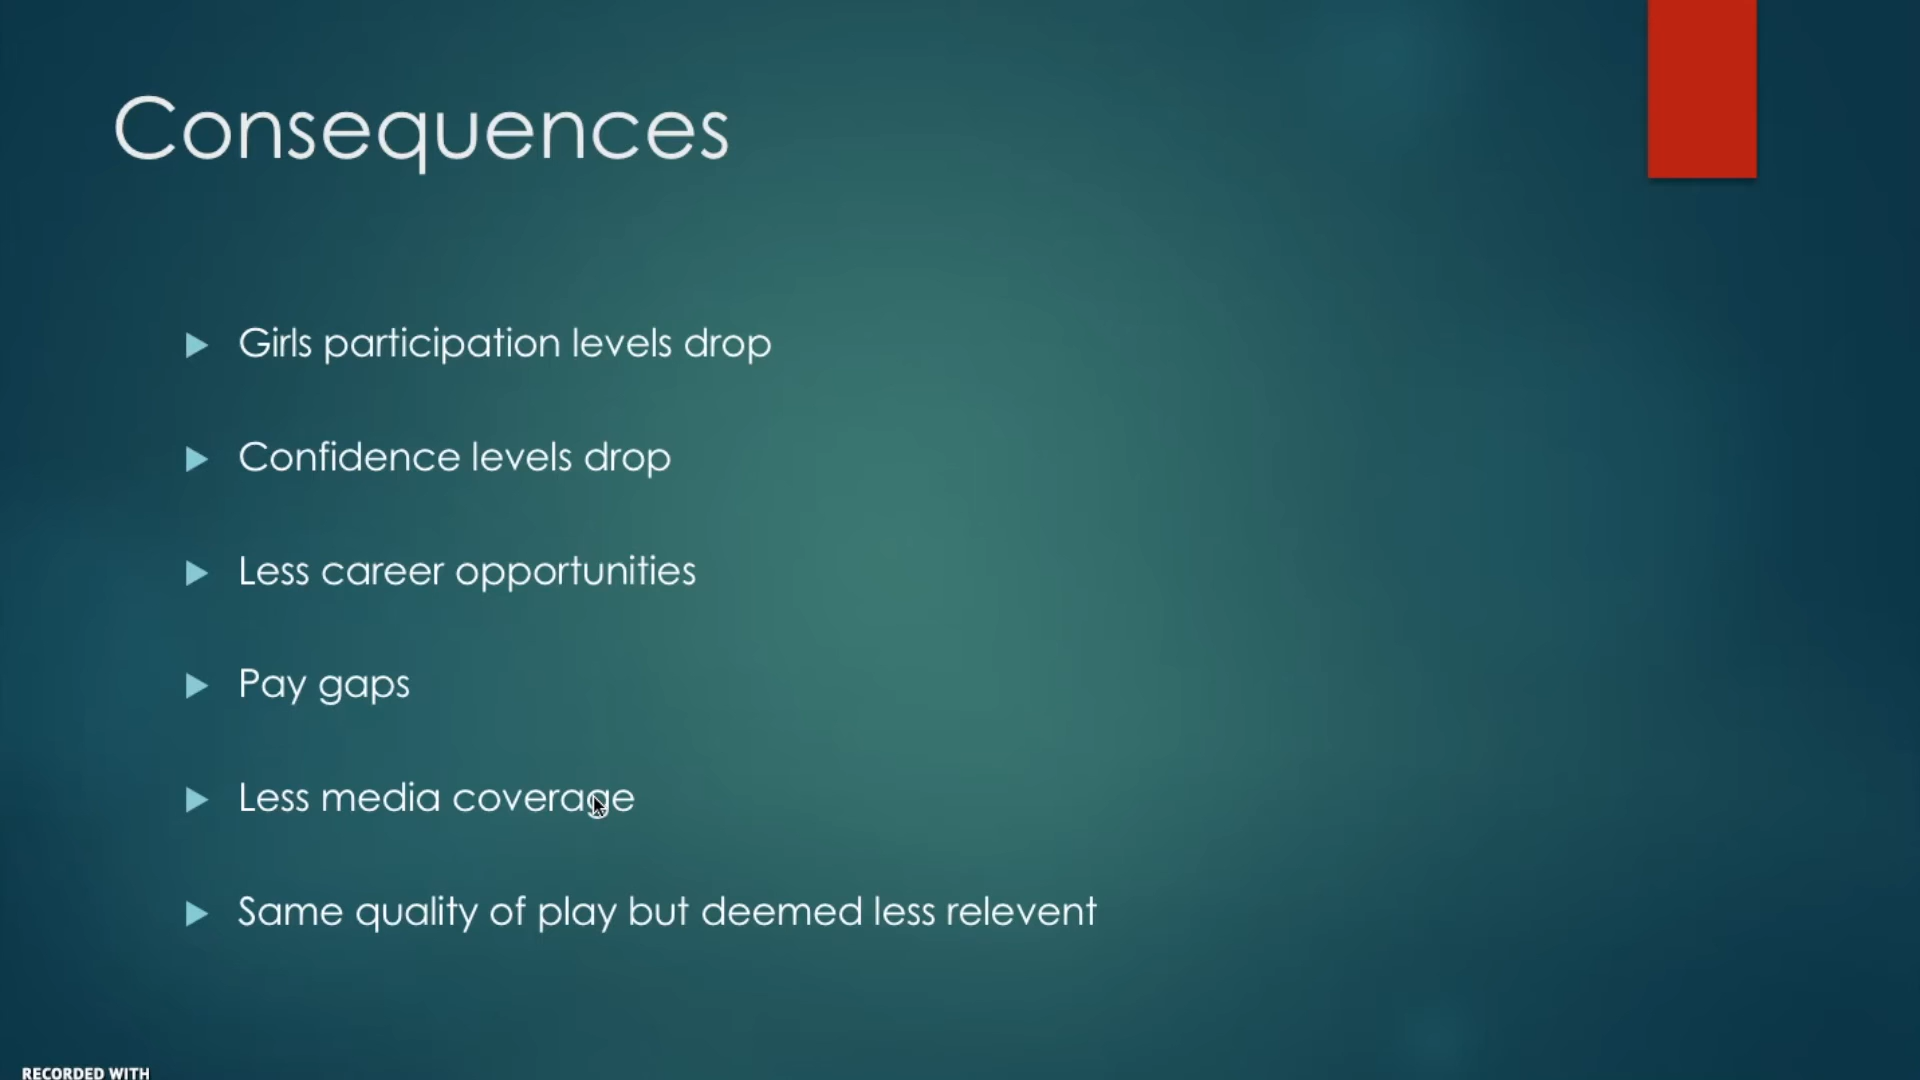 Consequences
Girls participation levels drop
Confidence levels drop
Less career opportunities
Pay gaps
Less media coverage
Same quality of play but deemed less relevent
RECORDED WITH